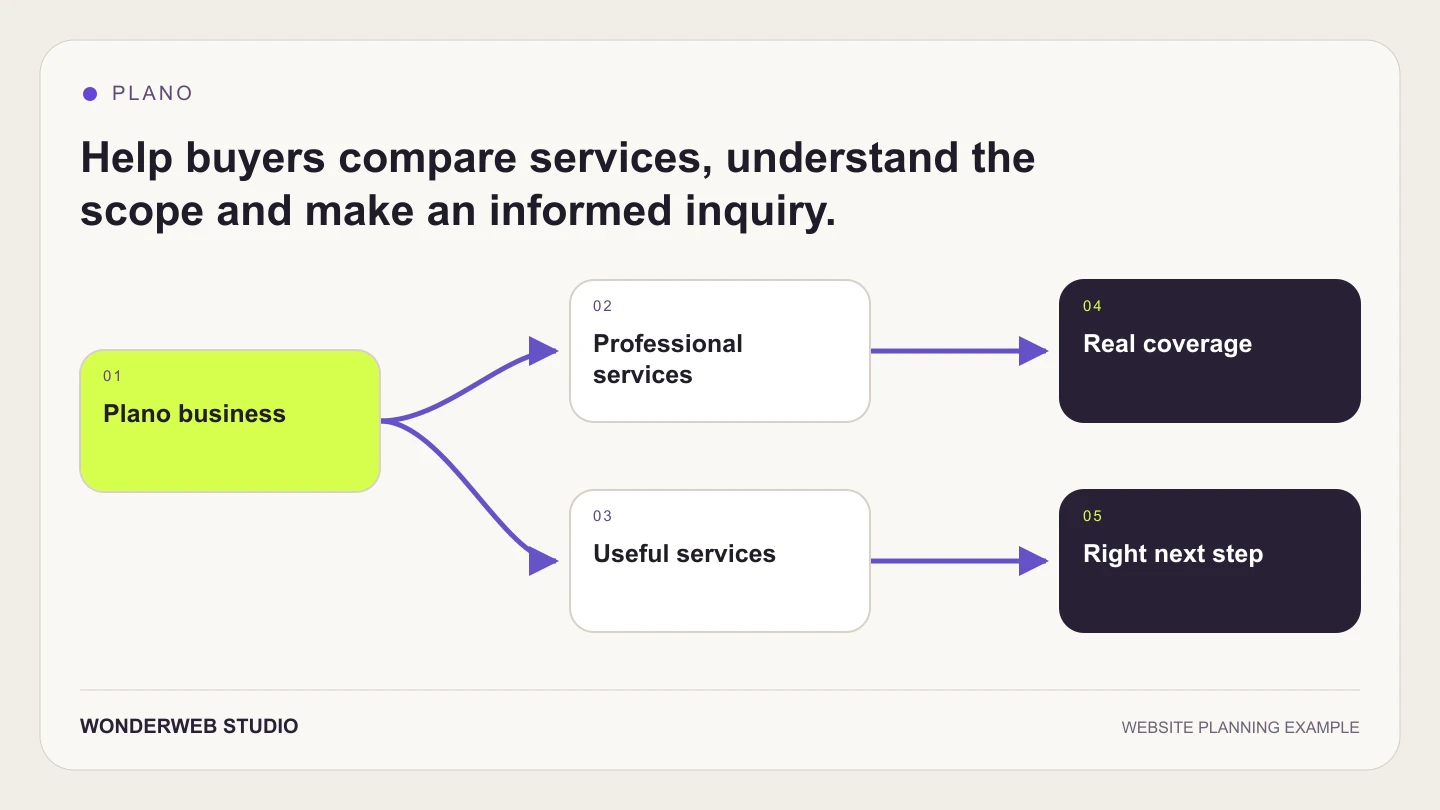 PLANO
Help buyers compare services, understand the
scope and make an informed inquiry.
01
Plano business
02
Professional
services
03
Useful services
04
Real coverage
05
Right next step
WONDERWEB STUDIO
WEBSITE PLANNING EXAMPLE